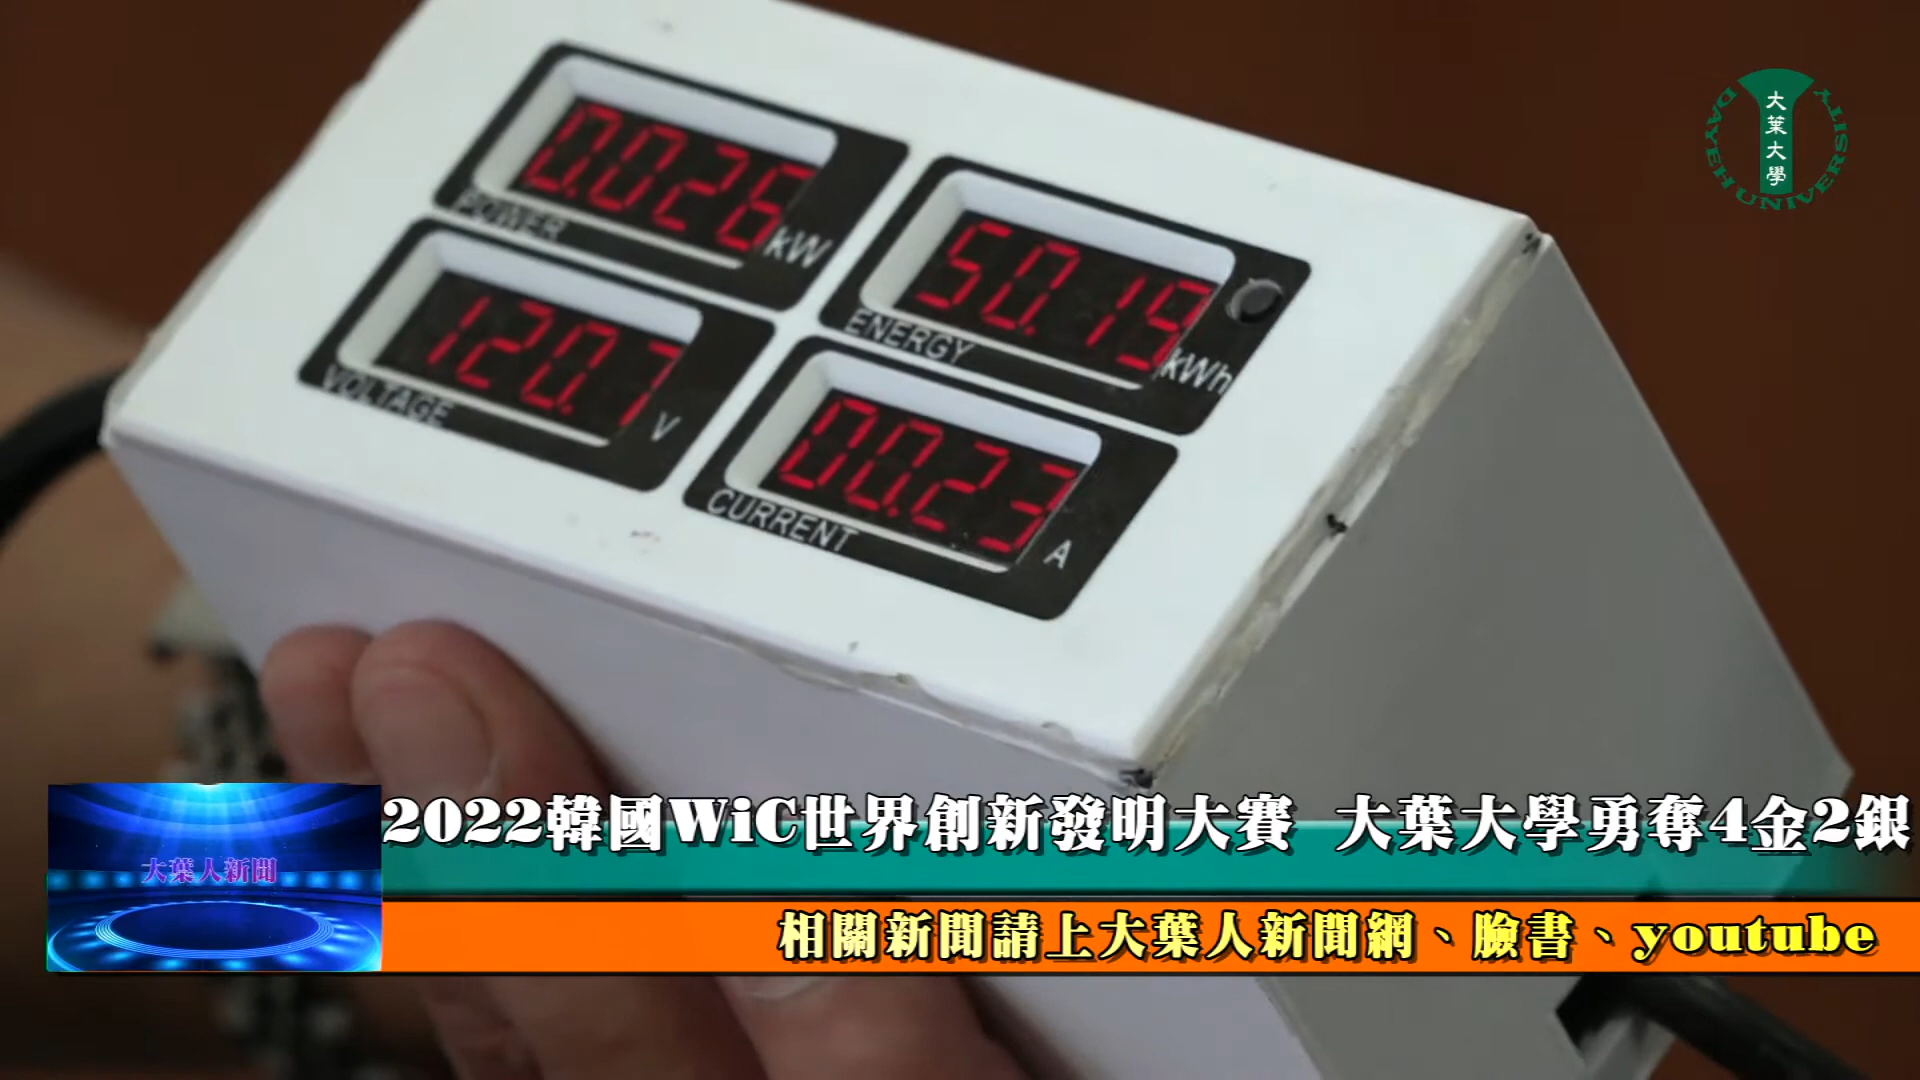 0.026
kW
POWER
50.19
kWh
ENERGY
120.7
V
VOLTAGE
00.23
A
CURRENT
大葉大學
DAYEH UNIVERSITY
2022韓國WiC世界創新發明大賽 大葉大學勇奪4金2銀
大葉人新聞
相關新聞請上大葉人新聞網、臉書、youtube